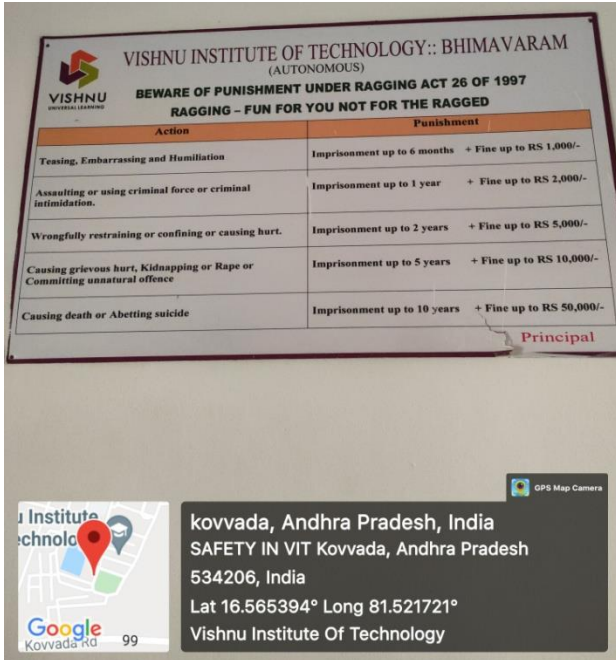 VISHNU
UNIVERSAL LEARNING
VISHNU INSTITUTE OF TECHNOLOGY:: BHIMAVARAM
(AUTONOMOUS)
BEWARE OF PUNISHMENT UNDER RAGGING ACT 26 OF 1997
RAGGING – FUN FOR YOU NOT FOR THE RAGGED
Action Punishment
Teasing, Embarrassing and Humiliation Imprisonment up to 6 months + Fine up to RS 1,000/-
Assaulting or using criminal force or criminal intimidation. Imprisonment up to 1 year + Fine up to RS 2,000/-
Wrongfully restraining or confining or causing hurt. Imprisonment up to 2 years + Fine up to RS 5,000/-
Causing grievous hurt, Kidnapping or Rape or Committing unnatural offence Imprisonment up to 5 years + Fine up to RS 10,000/-
Causing death or Abetting suicide Imprisonment up to 10 years + Fine up to RS 50,000/-
Principal
GPS Map Camera
u Institute
echnolo
Google
Kovvada Rd 99
kovvada, Andhra Pradesh, India
SAFETY IN VIT Kovvada, Andhra Pradesh
534206, India
Lat 16.565394° Long 81.521721°
Vishnu Institute Of Technology